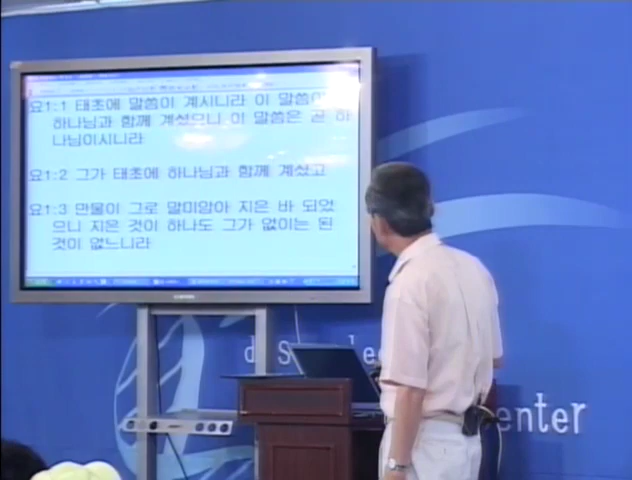 요1:1 태초에 말씀이 계시니라 이 말씀이
하나님과 함께 계셨으니 이 말씀은 곧 하
나님이시니라
요1:2 그가 태초에 하나님과 함께 계셨고
요1:3 만물이 그로 말미암아 지은 바 되었
으니 지은 것이 하나도 그가 없이는 된
것이 없느니라
enter